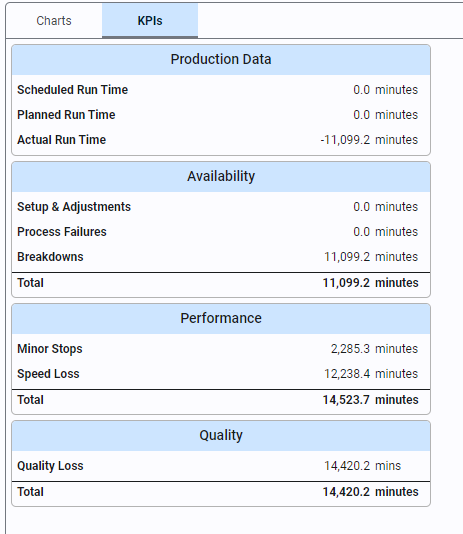 Charts KPIs
Production Data
Scheduled Run Time 0.0 minutes
Planned Run Time 0.0 minutes
Actual Run Time -11,099.2 minutes
Availability
Setup & Adjustments 0.0 minutes
Process Failures 0.0 minutes
Breakdowns 11,099.2 minutes
Total 11,099.2 minutes
Performance
Minor Stops 2,285.3 minutes
Speed Loss 12,238.4 minutes
Total 14,523.7 minutes
Quality
Quality Loss 14,420.2 mins
Total 14,420.2 minutes